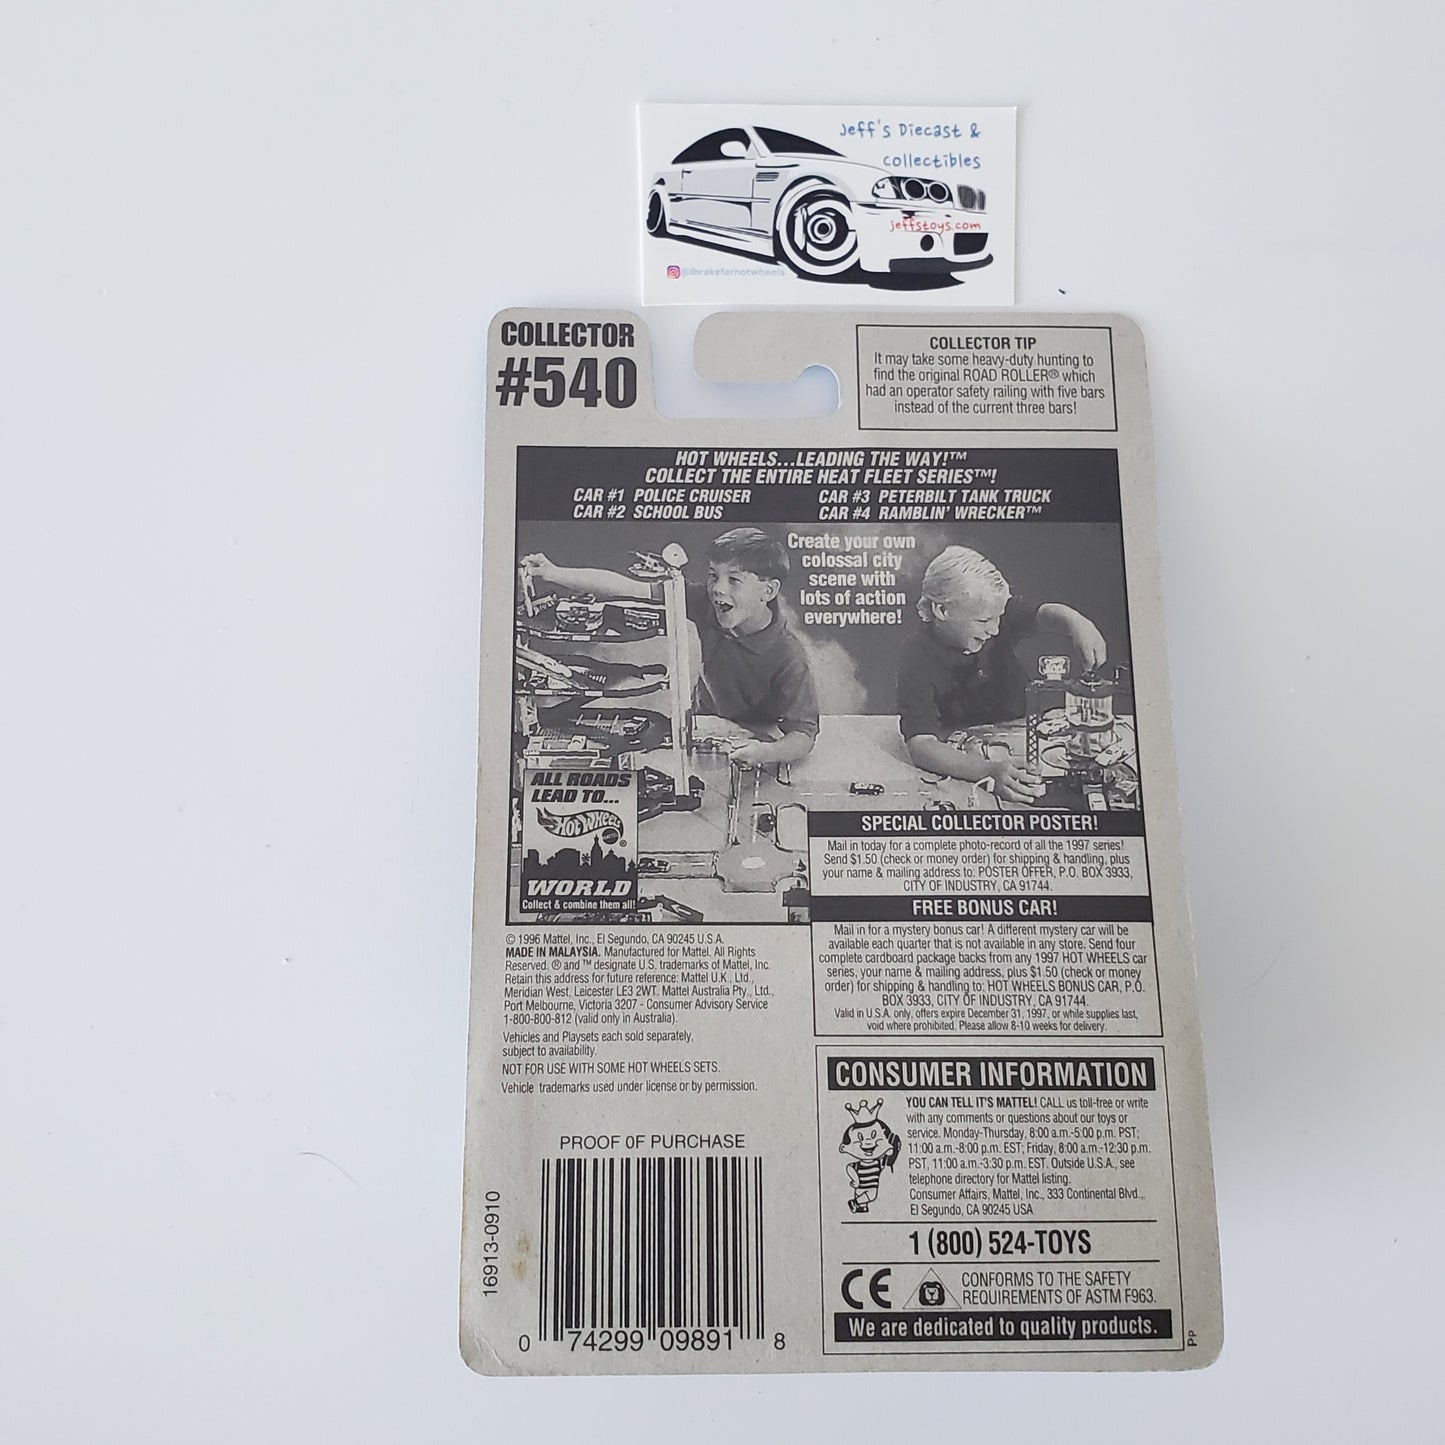 Jeff's Diecast &
collectibles
jeffstoys.com
@ibrakeforhotwheels
COLLECTOR
#540
COLLECTOR TIP
It may take some heavy-duty hunting to
find the original ROAD ROLLER® which
had an operator safety railing with five bars
instead of the current three bars!
HOT WHEELS...LEADING THE WAY!™
COLLECT THE ENTIRE HEAT FLEET SERIES™!
CAR #1 POLICE CRUISER
CAR #2 SCHOOL BUS
CAR #3 PETERBILT TANK TRUCK
CAR #4 RAMBLIN' WRECKER™
Create your own
colossal city
scene with
lots of action
everywhere!
ALL ROADS
LEAD TO...
HOT WHEELS
MATTEL
®
WORLD
Collect & combine them all!
SPECIAL COLLECTOR POSTER!
Mail in today for a complete photo-record of all the 1997 series!
Send $1.50 (check or money order) for shipping & handling, plus
your name & mailing address to: POSTER OFFER, P.O. BOX 3933,
CITY OF INDUSTRY, CA 91744.
FREE BONUS CAR!
Mail in for a mystery bonus car! A different mystery car will be
available each quarter that is not available in any store. Send four
complete cardboard package backs from any 1997 HOT WHEELS car
series, your name & mailing address, plus $1.50 (check or money
order) for shipping & handling to: HOT WHEELS BONUS CAR, P.O.
BOX 3933, CITY OF INDUSTRY, CA 91744.
Valid in U.S.A. only, offers expire December 31, 1997, or while supplies last,
void where prohibited. Please allow 8-10 weeks for delivery.
© 1996 Mattel, Inc., El Segundo, CA 90245 U.S.A.
MADE IN MALAYSIA. Manufactured for Mattel. All Rights
Reserved. ® and ™ designate U.S. trademarks of Mattel, Inc.
Retain this address for future reference: Mattel U.K., Ltd.,
Meridian West, Leicester LE3 2WT. Mattel Australia Pty., Ltd.,
Port Melbourne, Victoria 3207 - Consumer Advisory Service
1-800-800-812 (valid only in Australia).
Vehicles and Playsets each sold separately,
subject to availability.
NOT FOR USE WITH SOME HOT WHEELS SETS.
Vehicle trademarks used under license or by permission.
CONSUMER INFORMATION
YOU CAN TELL IT'S MATTEL! CALL us toll-free or write
with any comments or questions about our toys or
service. Monday-Thursday, 8:00 a.m.-5:00 p.m. PST;
11:00 a.m.-8:00 p.m. EST, Friday, 8:00 a.m.-12:30 p.m.
PST, 11:00 a.m.-3:30 p.m. EST. Outside U.S.A., see
telephone directory for Mattel listing.
Consumer Affairs, Mattel, Inc., 333 Continental Blvd.,
El Segundo, CA 90245 USA
1 (800) 524-TOYS
CE
CONFORMS TO THE SAFETY
REQUIREMENTS OF ASTM F963.
We are dedicated to quality products.
PP
PROOF OF PURCHASE
16913-0910
0 74299 09891 8